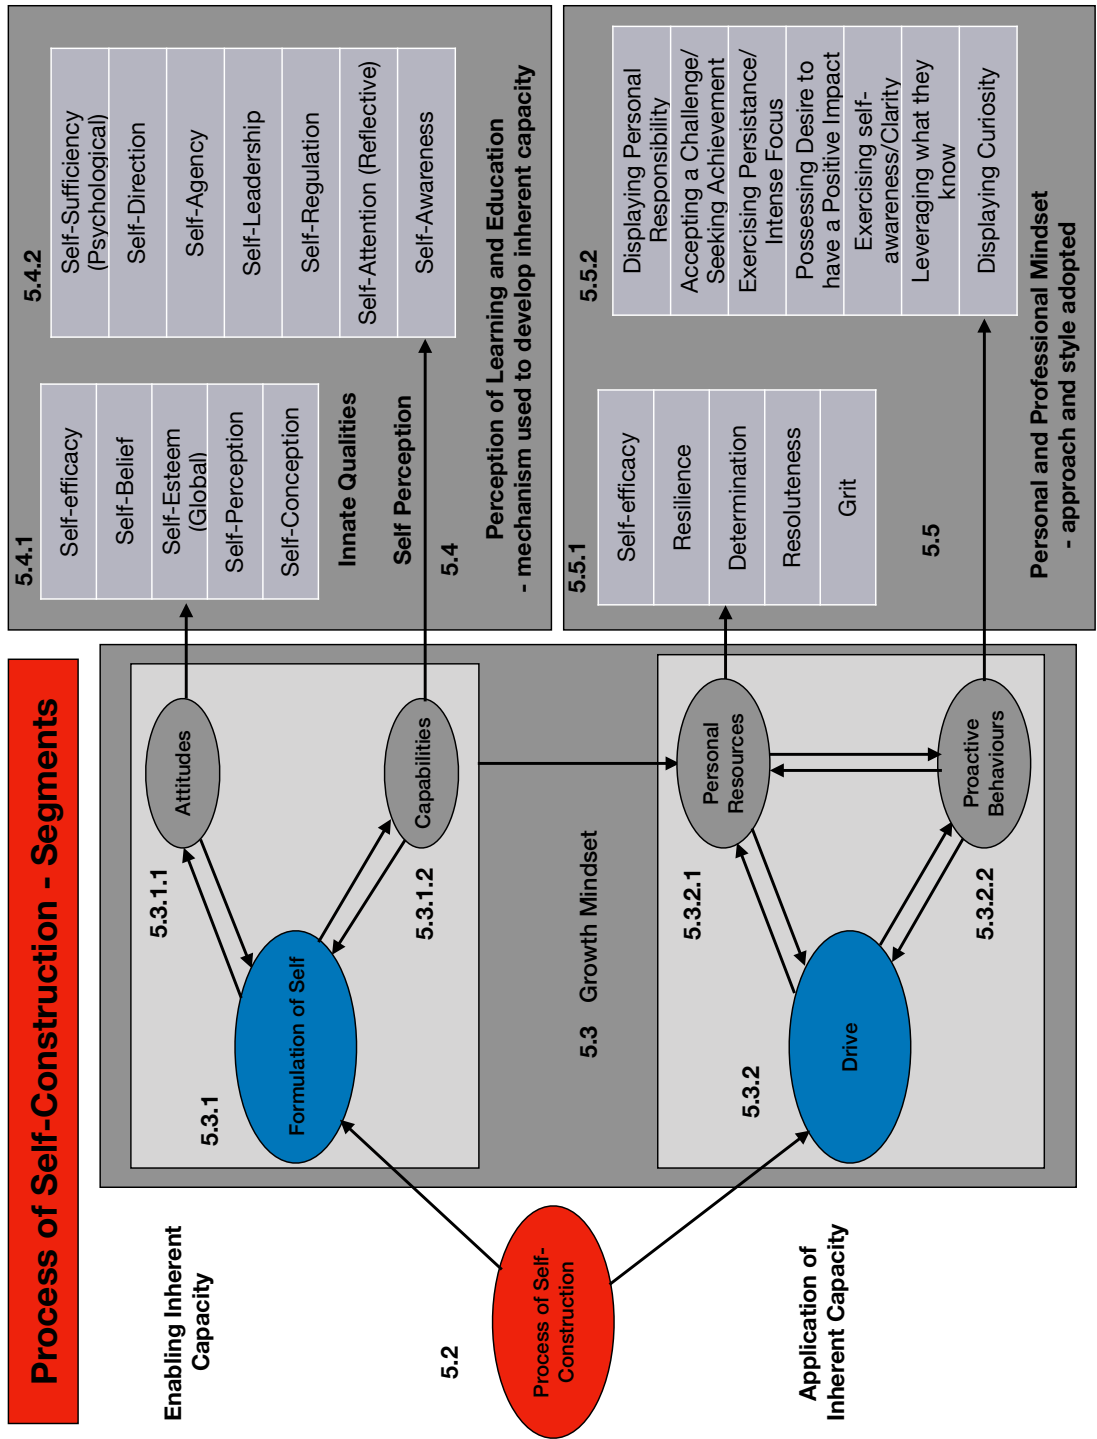 Process of Self-Construction - Segments
Enabling Inherent
Capacity
5.2
Process of Self-
Construction
Application of
Inherent Capacity
5.3.1
Formulation of Self
5.3.1.1
Attitudes
5.3.1.2
Capabilities
5.3   Growth Mindset
5.3.2
Drive
5.3.2.1
Personal
Resources
5.3.2.2
Proactive
Behaviours
5.4.1
Self-efficacy
Self-Belief
Self-Esteem
(Global)
Self-Perception
Self-Conception
Innate Qualities
Self Perception
5.4
5.4.2
Self-Sufficiency
(Psychological)
Self-Direction
Self-Agency
Self-Leadership
Self-Regulation
Self-Attention (Reflective)
Self-Awareness
Perception of Learning and Education
- mechanism used to develop inherent capacity
5.5.1
Self-efficacy
Resilience
Determination
Resoluteness
Grit
5.5
5.5.2
Displaying Personal
Responsibility
Accepting a Challenge/
Seeking Achievement
Exercising Persistance/
Intense Focus
Possessing Desire to
have a Positive Impact
Exercising self-
awareness/Clarity
Leveraging what they
know
Displaying Curiosity
Personal and Professional Mindset
- approach and style adopted